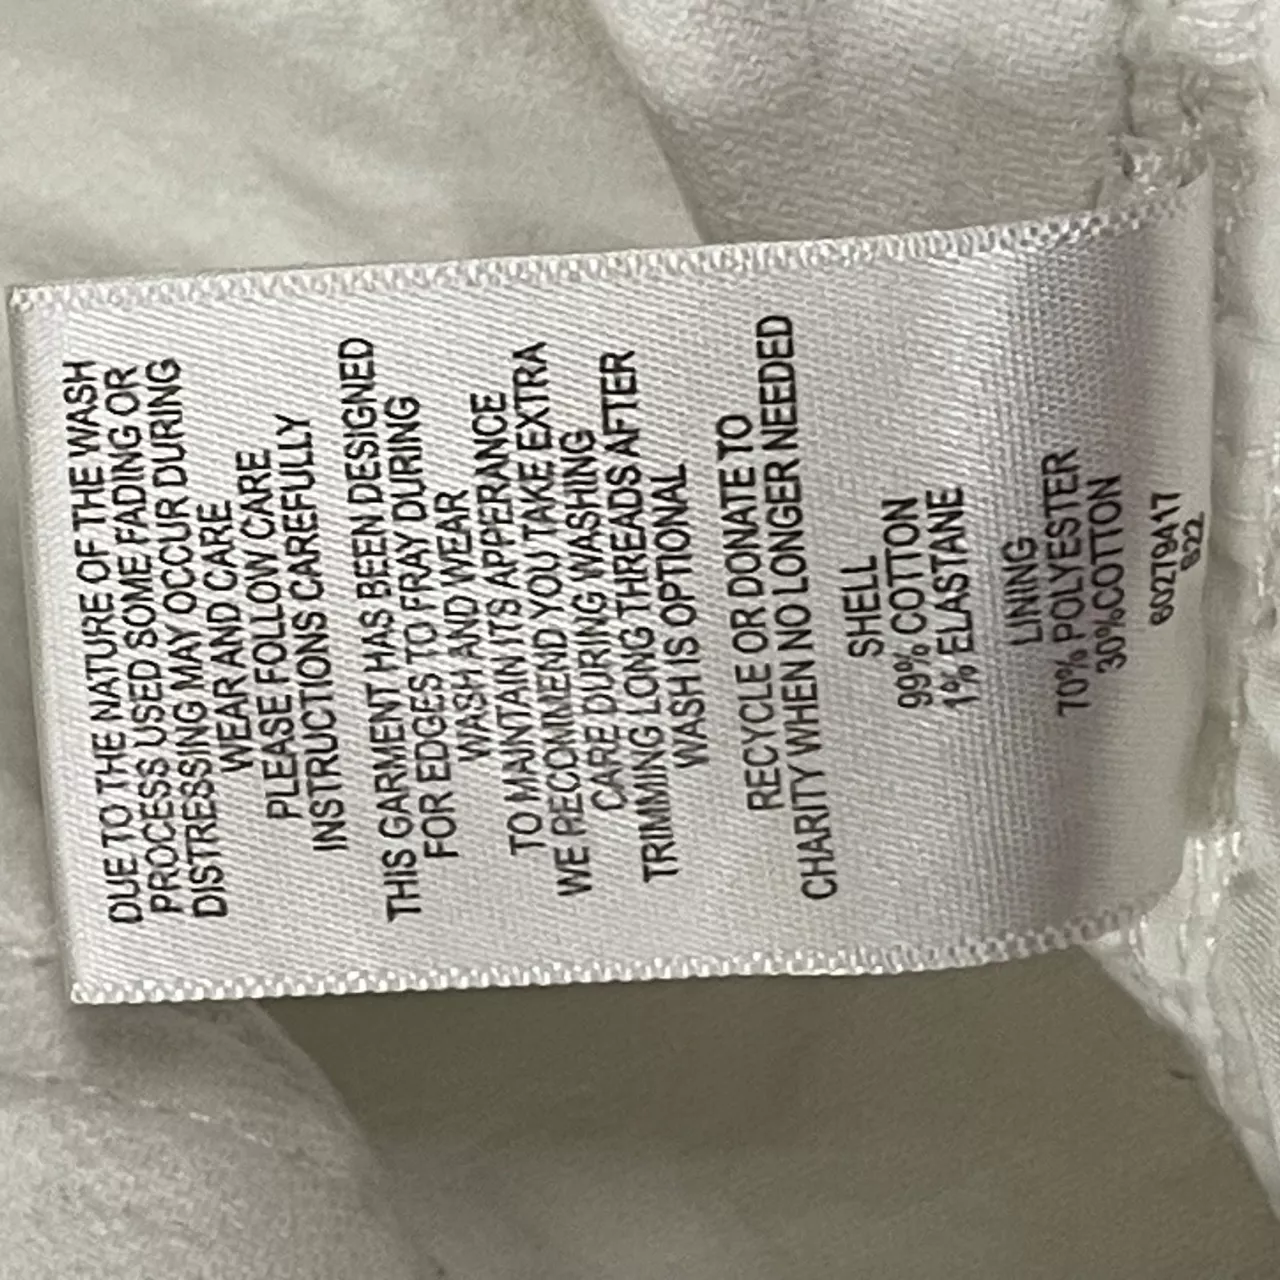 DUE TO THE NATURE OF THE WASH
PROCESS USED SOME FADING OR
DISTRESSING MAY OCCUR DURING
WEAR AND CARE
PLEASE FOLLOW CARE
INSTRUCTIONS CAREFULLY
THIS GARMENT HAS BEEN DESIGNED
FOR EDGES TO FRAY DURING
WASH AND WEAR
TO MAINTAIN ITS APPERANCE
WE RECOMMEND YOU TAKE EXTRA
CARE DURING WASHING
TRIMMING LONG THREADS AFTER
WASH IS OPTIONAL
RECYCLE OR DONATE TO
CHARITY WHEN NO LONGER NEEDED
SHELL
99% COTTON
1% ELASTANE
LINING
70% POLYESTER
30%COTTON